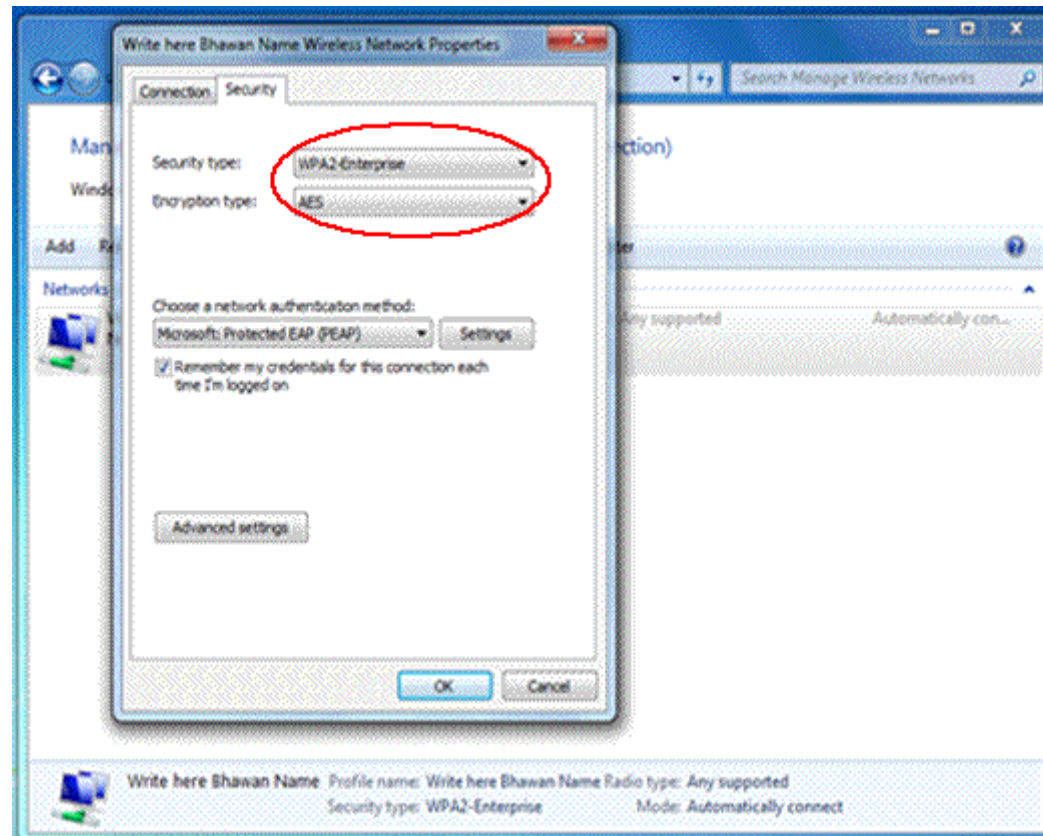 Write here Bhawan Name Wireless Network Properties
Search Manage Wireless Networks
Connection Security
Man
ction)
Security type: WPA2-Enterprise
Winde
Encryption type: AES
Add
Networks
Choose a network authentication method:
Any supported Automatically con...
Microsoft: Protected EAP (PEAP) Settings
Remember my credentials for this connection each
time I'm logged on
Advanced settings
OK Cancel
Write here Bhawan Name Profile name: Write here Bhawan Name Radio type: Any supported
Security type: WPA2-Enterprise Mode: Automatically connect